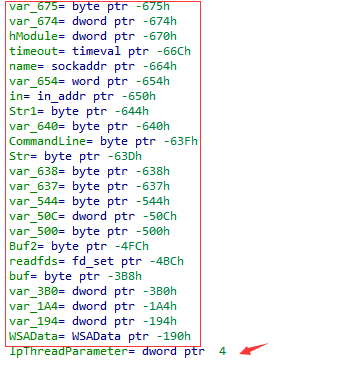 var_675= byte ptr -675h
var_674= dword ptr -674h
hModule= dword ptr -670h
timeout= timeval ptr -66Ch
name= sockaddr ptr -664h
var_654= word ptr -654h
in= in_addr ptr -650h
Str1= byte ptr -644h
var_640= byte ptr -640h
CommandLine= byte ptr -63Fh
Str= byte ptr -63Dh
var_638= byte ptr -638h
var_637= byte ptr -637h
var_544= byte ptr -544h
var_50C= dword ptr -50Ch
var_500= byte ptr -500h
Buf2= byte ptr -4FCh
readfds= fd_set ptr -4BCh
buf= byte ptr -3B8h
var_3B0= dword ptr -3B0h
var_1A4= dword ptr -1A4h
var_194= dword ptr -194h
WSAData= WSAData ptr -190h
lpThreadParameter= dword ptr  4